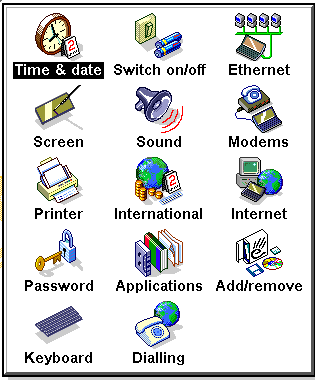 Time & date
Switch on/off
Ethernet
Screen
Sound
Modems
Printer
International
Internet
Password
Applications
Add/remove
Keyboard
Dialling